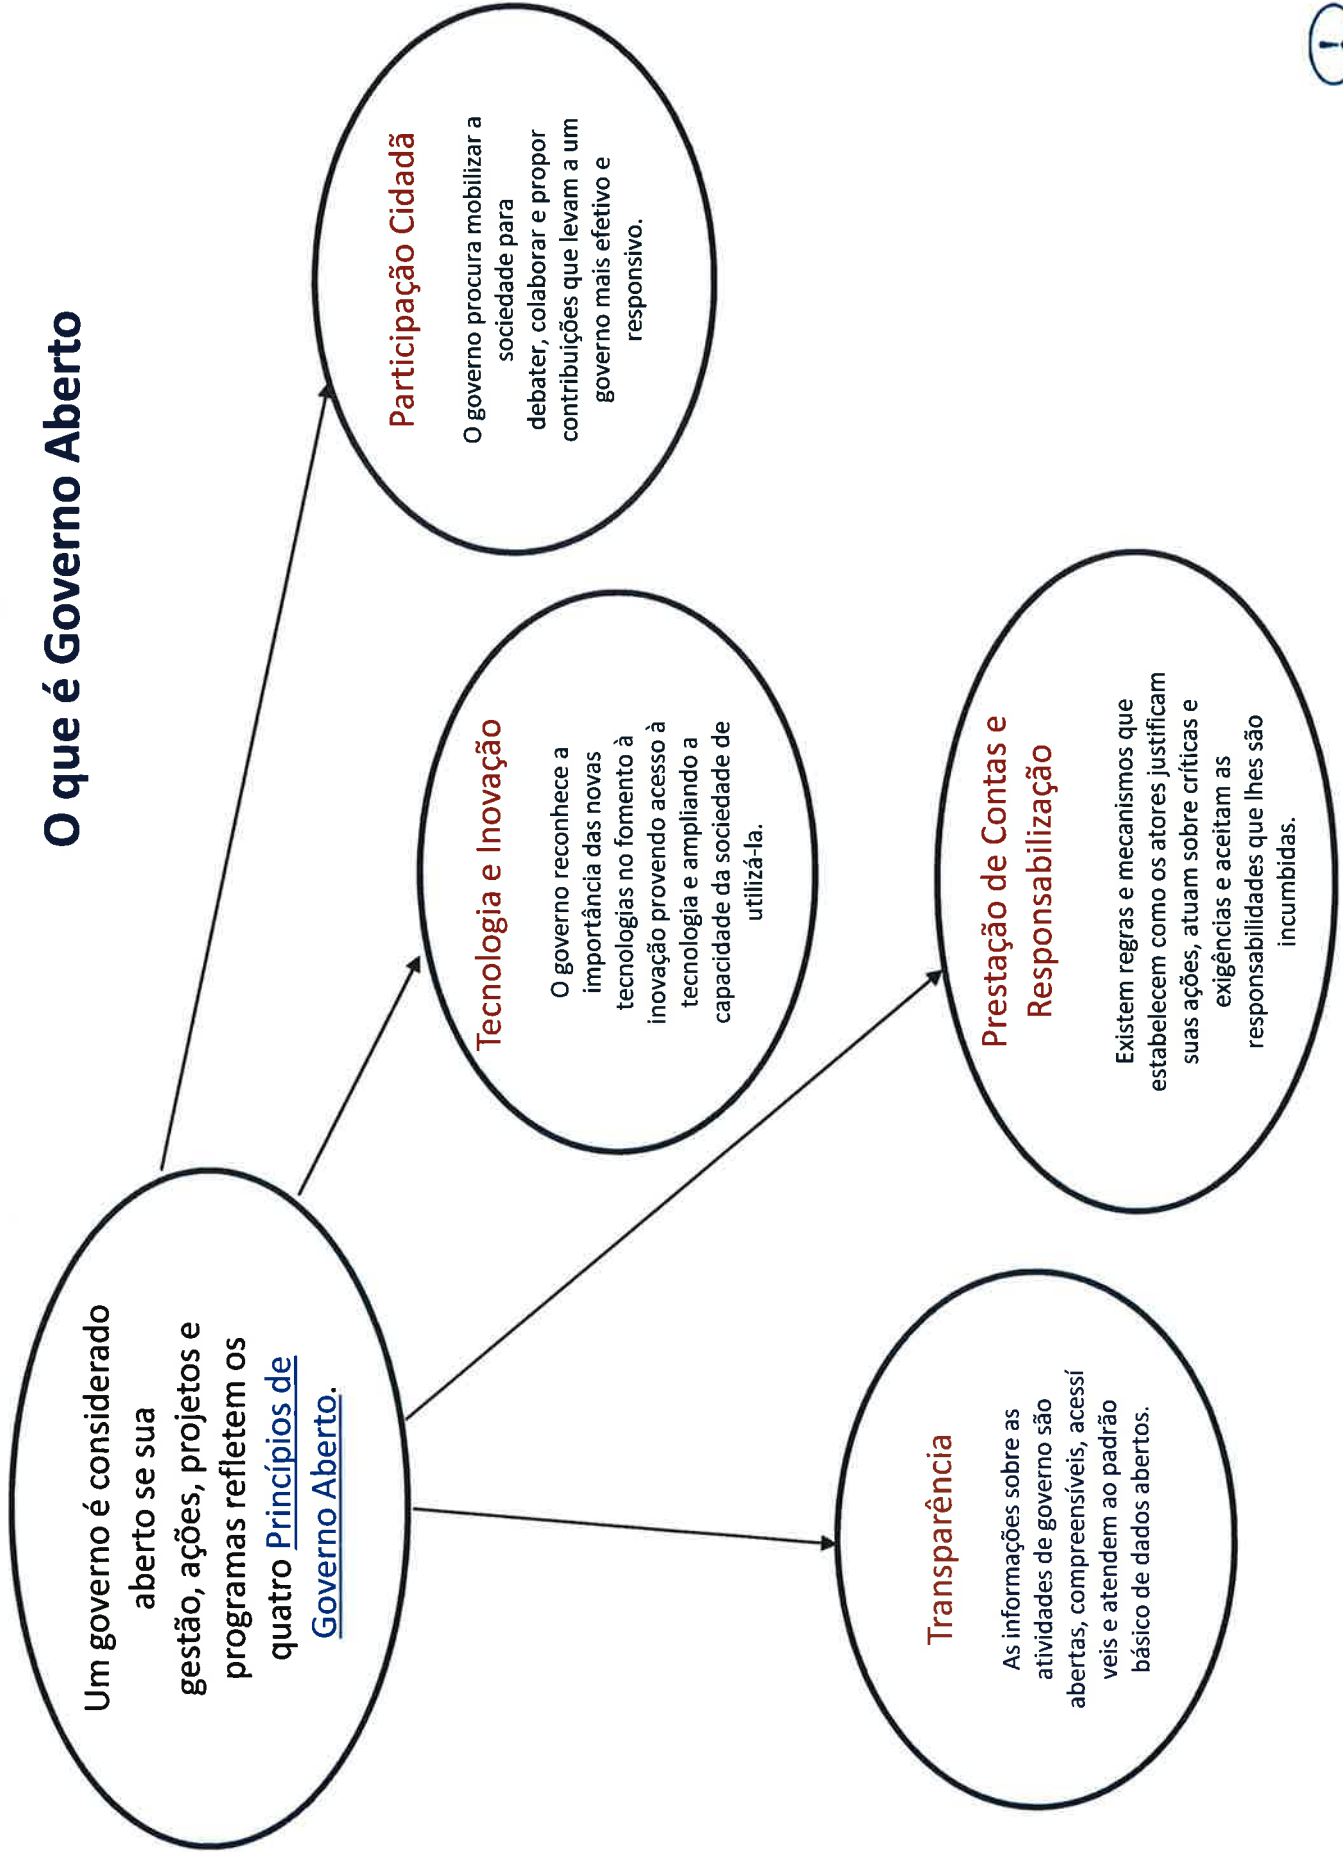 O que é Governo Aberto
Um governo é considerado
aberto se sua
gestão, ações, projetos e
programas refletem os
quatro Princípios de
Governo Aberto.
Participação Cidadã
O governo procura mobilizar a
sociedade para
debater, colaborar e propor
contribuições que levam a um
governo mais efetivo e
responsivo.
Tecnologia e Inovação
O governo reconhece a
importância das novas
tecnologias no fomento à
inovação provendo acesso à
tecnologia e ampliando a
capacidade da sociedade de
utilizá-la.
Transparência
As informações sobre as
atividades de governo são
abertas, compreensíveis, acessí
veis e atendem ao padrão
básico de dados abertos.
Prestação de Contas e
Responsabilização
Existem regras e mecanismos que
estabelecem como os atores justificam
suas ações, atuam sobre críticas e
exigências e aceitam as
responsabilidades que lhes são
incumbidas.